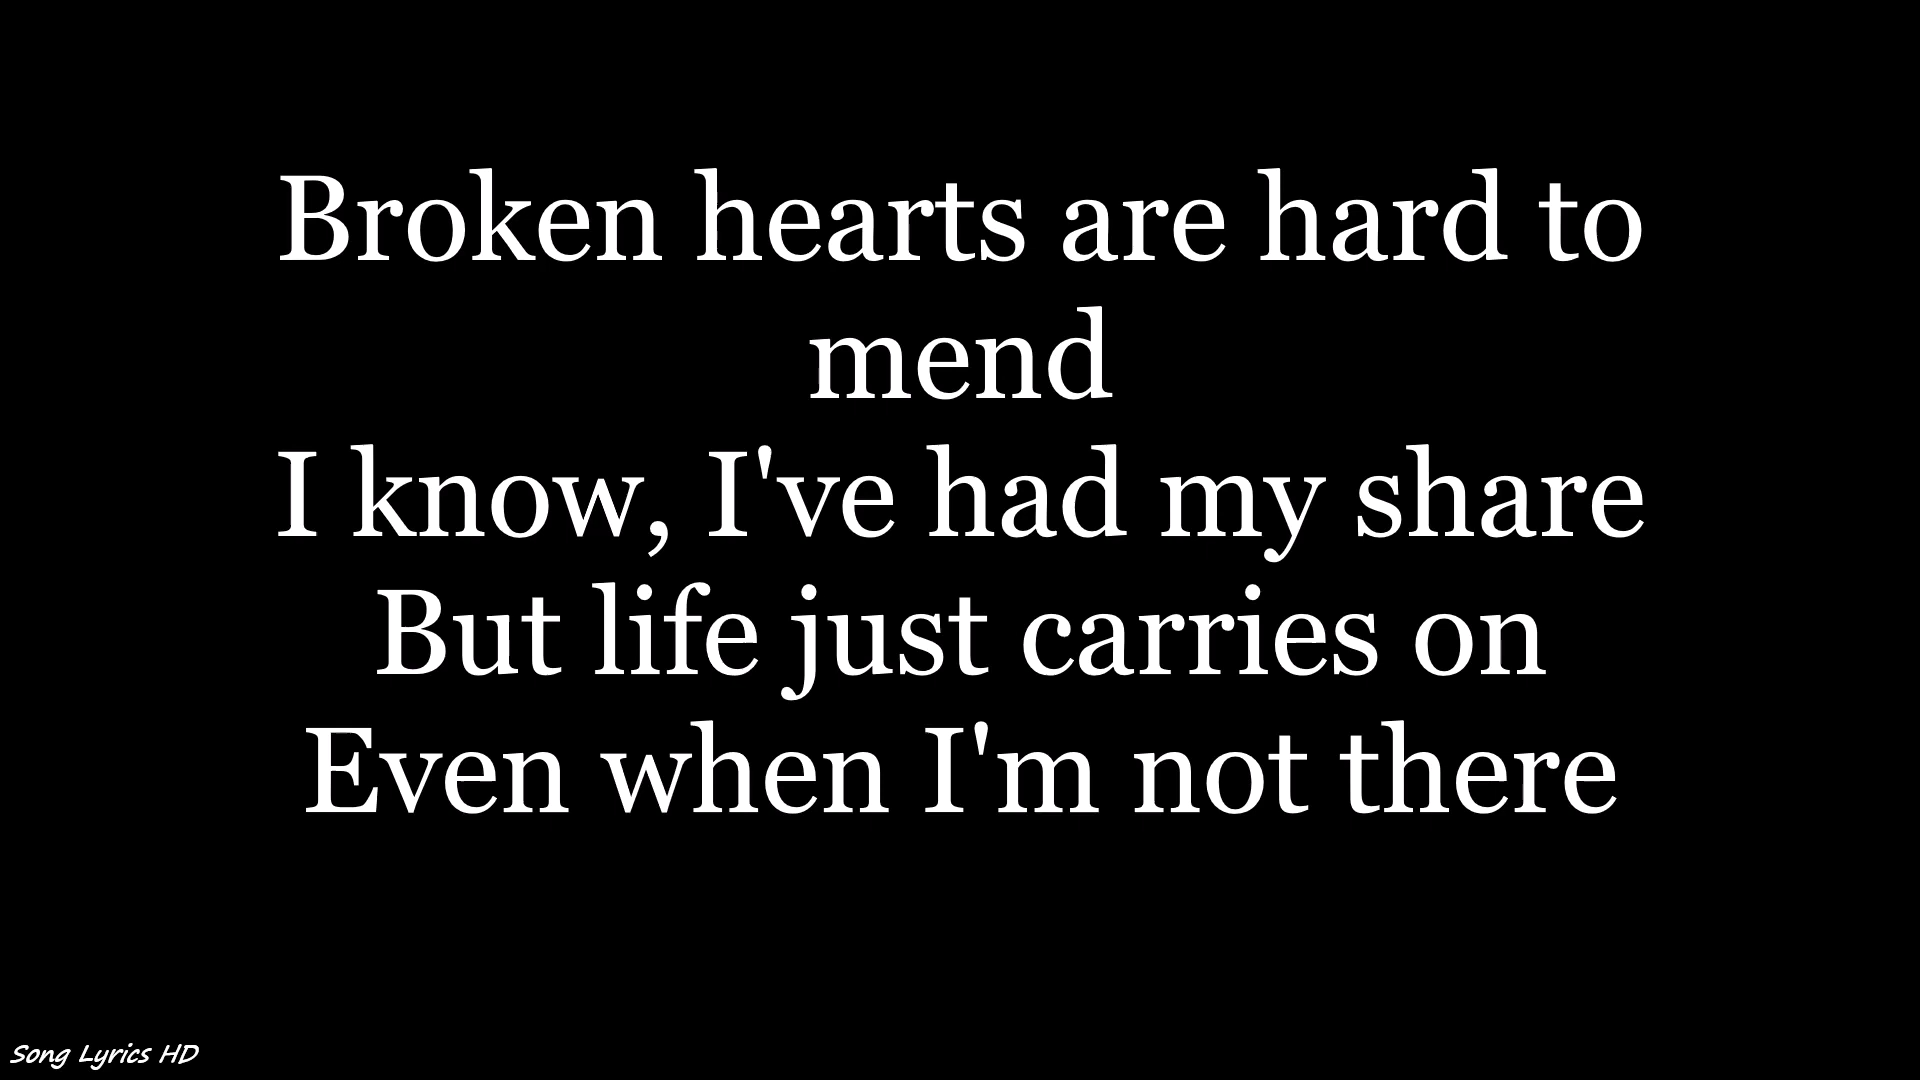 Broken hearts are hard to
mend
I know, I've had my share
But life just carries on
Even when I'm not there
Song Lyrics HD